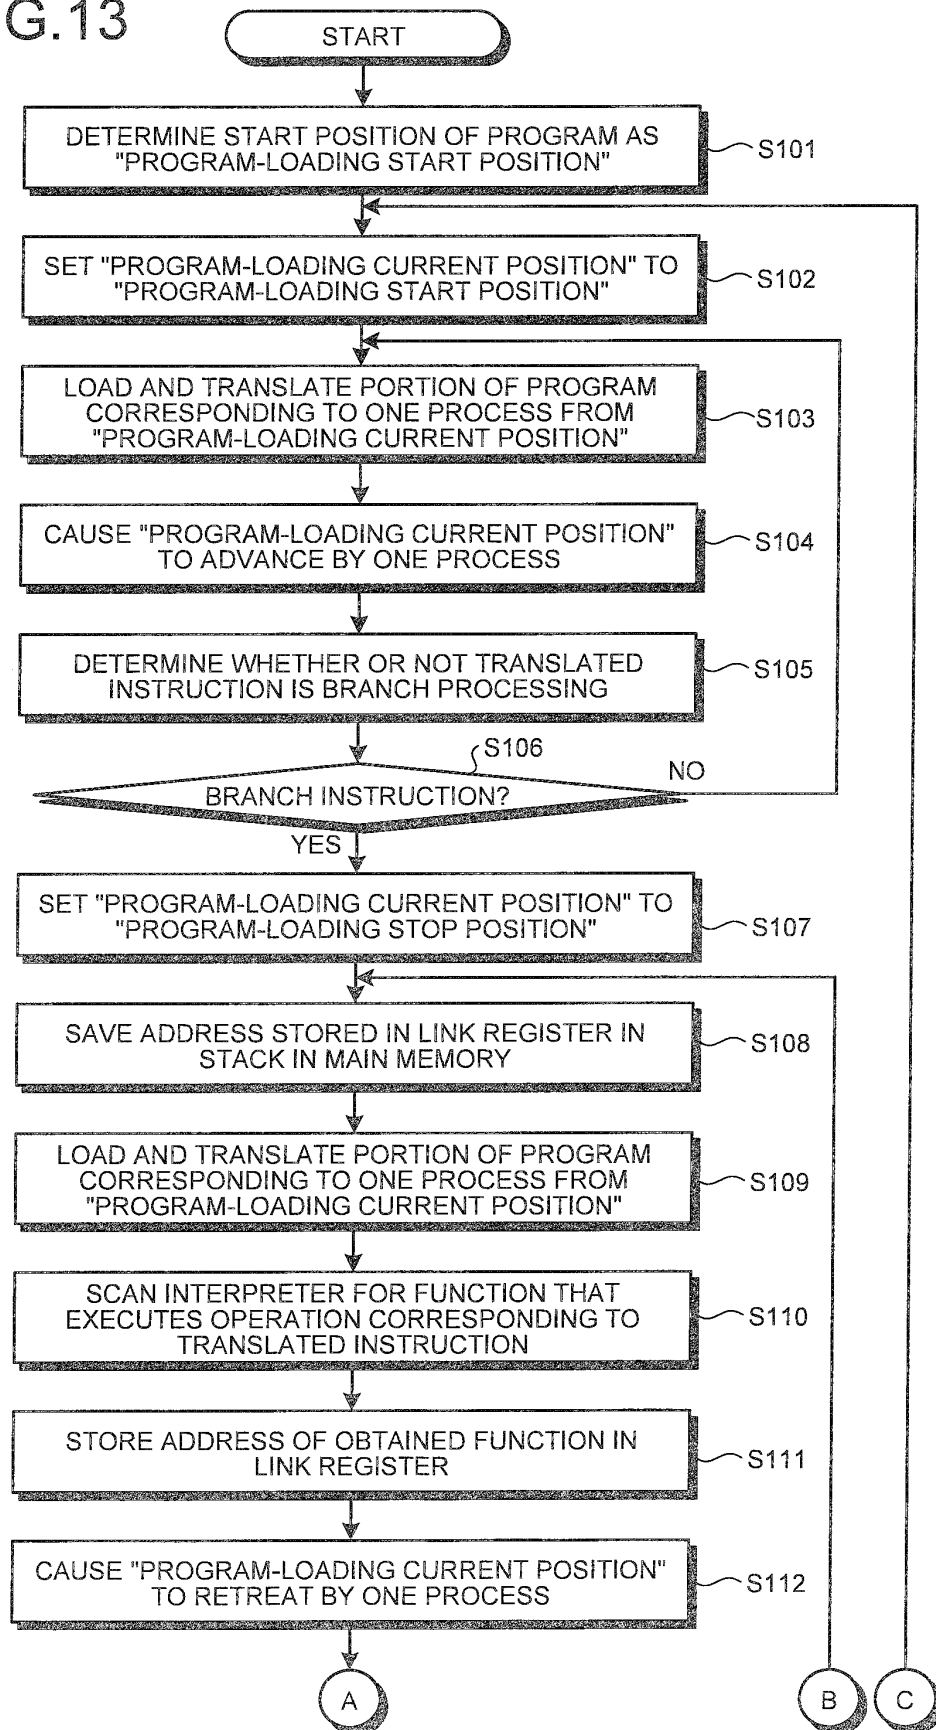 G.13
START
DETERMINE START POSITION OF PROGRAM AS
"PROGRAM-LOADING START POSITION"
S101
SET "PROGRAM-LOADING CURRENT POSITION" TO
"PROGRAM-LOADING START POSITION"
S102
LOAD AND TRANSLATE PORTION OF PROGRAM
CORRESPONDING TO ONE PROCESS FROM
"PROGRAM-LOADING CURRENT POSITION"
S103
CAUSE "PROGRAM-LOADING CURRENT POSITION"
TO ADVANCE BY ONE PROCESS
S104
DETERMINE WHETHER OR NOT TRANSLATED
INSTRUCTION IS BRANCH PROCESSING
S105
S106
BRANCH INSTRUCTION?
NO
YES
SET "PROGRAM-LOADING CURRENT POSITION" TO
"PROGRAM-LOADING STOP POSITION"
S107
SAVE ADDRESS STORED IN LINK REGISTER IN
STACK IN MAIN MEMORY
S108
LOAD AND TRANSLATE PORTION OF PROGRAM
CORRESPONDING TO ONE PROCESS FROM
"PROGRAM-LOADING CURRENT POSITION"
S109
SCAN INTERPRETER FOR FUNCTION THAT
EXECUTES OPERATION CORRESPONDING TO
TRANSLATED INSTRUCTION
S110
STORE ADDRESS OF OBTAINED FUNCTION IN
LINK REGISTER
S111
CAUSE "PROGRAM-LOADING CURRENT POSITION"
TO RETREAT BY ONE PROCESS
S112
A
B
C